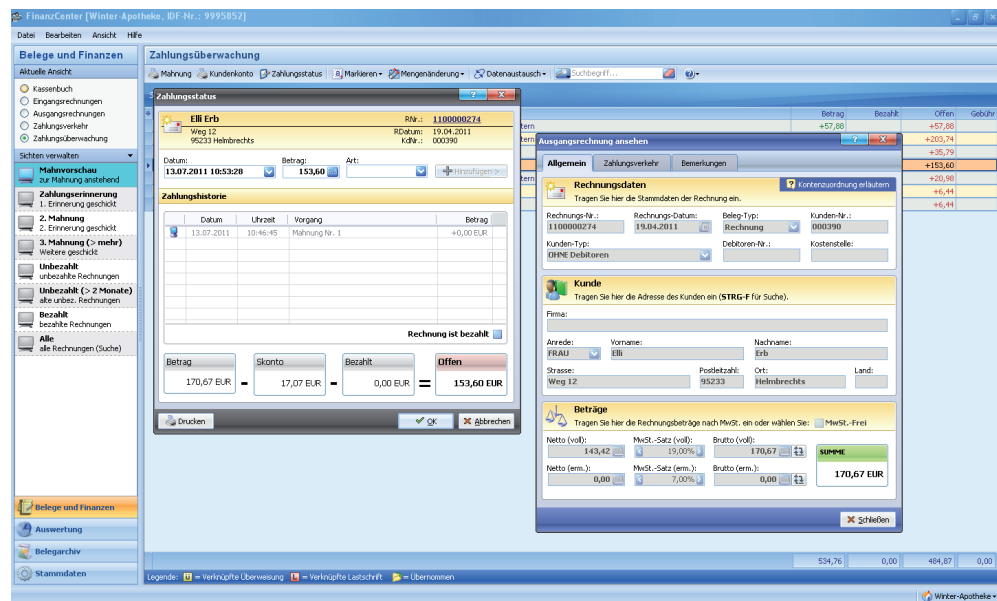 FinanzCenter [Winter-Apotheke, IDF-Nr.: 9995852]
Datei Bearbeiten Ansicht Hilfe
Belege und Finanzen
Aktuelle Ansicht
Kassenbuch
Eingangsrechnungen
Ausgangsrechnungen
Zahlungsverkehr
Zahlungsüberwachung
Sichten verwalten
Mahnvorschau
zur Mahnung anstehend
Zahlungserinnerung
1. Erinnerung geschickt
2. Mahnung
2. Erinnerung geschickt
3. Mahnung (> mehr)
Weitere geschickt
Unbezahlt
unbezahlte Rechnungen
Unbezahlt (> 2 Monate)
alte unbez. Rechnungen
Bezahlt
bezahlte Rechnungen
Alle
alle Rechnungen (Suche)
Belege und Finanzen
Auswertung
Belegarchiv
Stammdaten
Zahlungsüberwachung
Mahnung Kundenkonto Zahlungsstatus Markieren Mengenänderung Datenaustausch Suchbegriff...
Betrag Bezahlt Offen Gebühr
tern +57,88 +57,88
tern +203,74
+35,79
+153,60
tern +20,98
+6,44
+6,44
Zahlungsstatus
Elli Erb RNr.: 1100000274
Weg 12 RDatum: 19.04.2011
95233 Helmbrechts KdNr.: 000390
Datum: Betrag: Art:
13.07.2011 10:53:28 153,60 Hinzufügen >
Zahlungshistorie
Datum Uhrzeit Vorgang Betrag
13.07.2011 10:46:45 Mahnung Nr. 1 +0,00 EUR
Rechnung ist bezahlt
Betrag Skonto Bezahlt Offen
170,67 EUR - 17,07 EUR - 0,00 EUR = 153,60 EUR
Drucken OK Abbrechen
Ausgangsrechnung ansehen
Allgemein Zahlungsverkehr Bemerkungen
Rechnungsdaten ? Kontenzuordnung erläutern
Tragen Sie hier die Stammdaten der Rechnung ein.
Rechnungs-Nr.: Rechnungs-Datum: Beleg-Typ: Kunden-Nr.:
1100000274 19.04.2011 Rechnung 000390
Kunden-Typ: Debitoren-Nr.: Kostenstelle:
OHNE Debitoren
Kunde
Tragen Sie hier die Adresse des Kunden ein (STRG-F für Suche).
Firma:
Anrede: Vorname: Nachname:
FRAU Elli Erb
Strasse: Postleitzahl: Ort: Land:
Weg 12 95233 Helmbrechts
Beträge
Tragen Sie hier die Rechnungsbeträge nach MwSt. ein oder wählen Sie: MwSt.-Frei
Netto (voll): MwSt.-Satz (voll): Brutto (voll):
143,42 19,00% 170,67 SUMME
Netto (erm.): MwSt.-Satz (erm.): Brutto (erm.):
0,00 7,00% 0,00 170,67 EUR
Schließen
534,76 0,00 484,87 0,00
Legende: = Verknüpfte Überweisung L = Verknüpfte Lastschrift = Übernommen
Winter-Apotheke